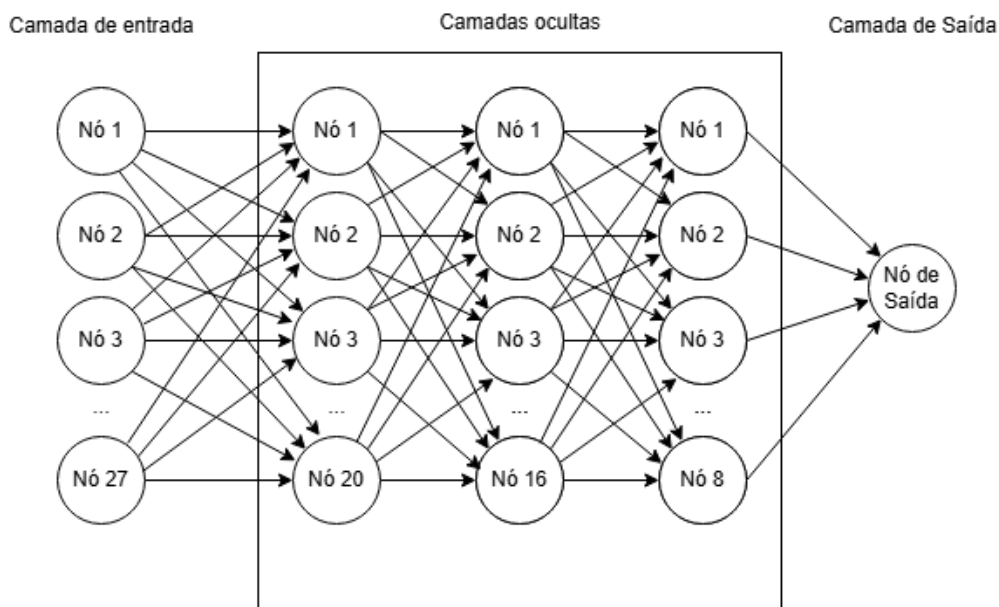 Camada de entrada
Camadas ocultas
Camada de Saída
Nó 1
Nó 1
Nó 1
Nó 1
Nó 2
Nó 2
Nó 2
Nó 2
Nó de
Saída
Nó 3
Nó 3
Nó 3
Nó 3
...
...
...
...
Nó 27
Nó 20
Nó 16
Nó 8